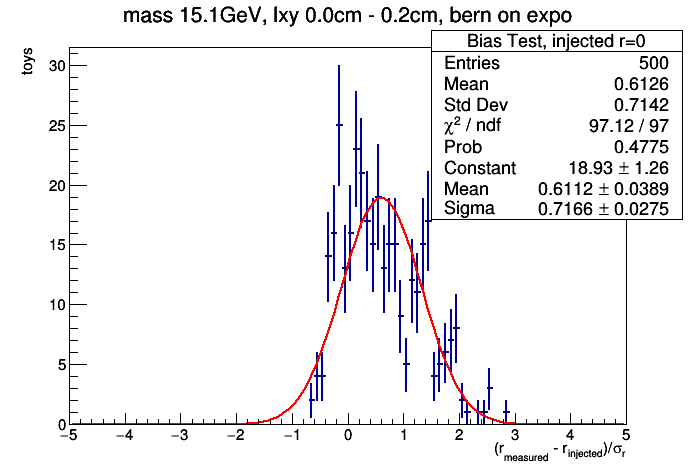 mass 15.1GeV, lxy 0.0cm - 0.2cm, bern on expo
Bias Test, injected r=0
Entries 500
Mean 0.6126
Std Dev 0.7142
χ² / ndf 97.12 / 97
Prob 0.4775
Constant 18.93 ± 1.26
Mean 0.6112 ± 0.0389
Sigma 0.7166 ± 0.0275
toys
30
25
20
15
10
5
0
−5 −4 −3 −2 −1 0 1 2 3 4 5
(r_measured - r_injected)/σ_r